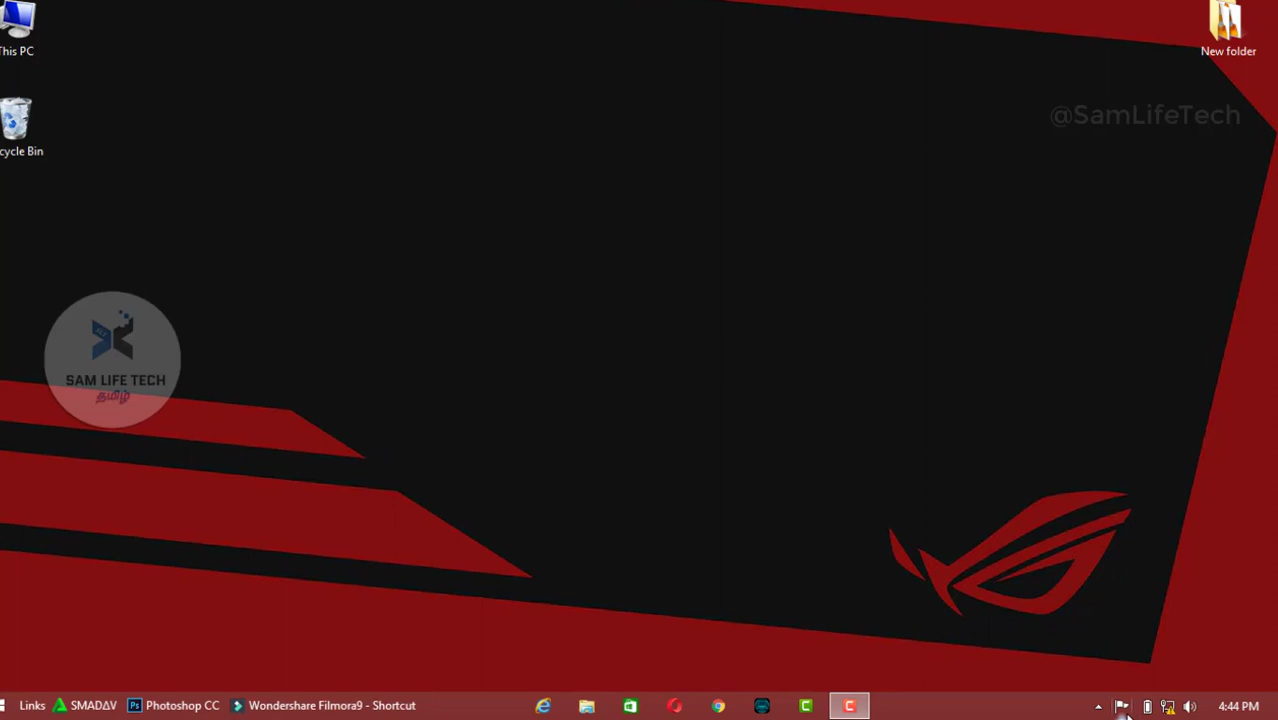 This PC
New folder
@SamLifeTech
cycle Bin
SAM LIFE TECH
தமிழ்
Links SMADΔV Photoshop CC Wondershare Filmora9 - Shortcut 4:44 PM